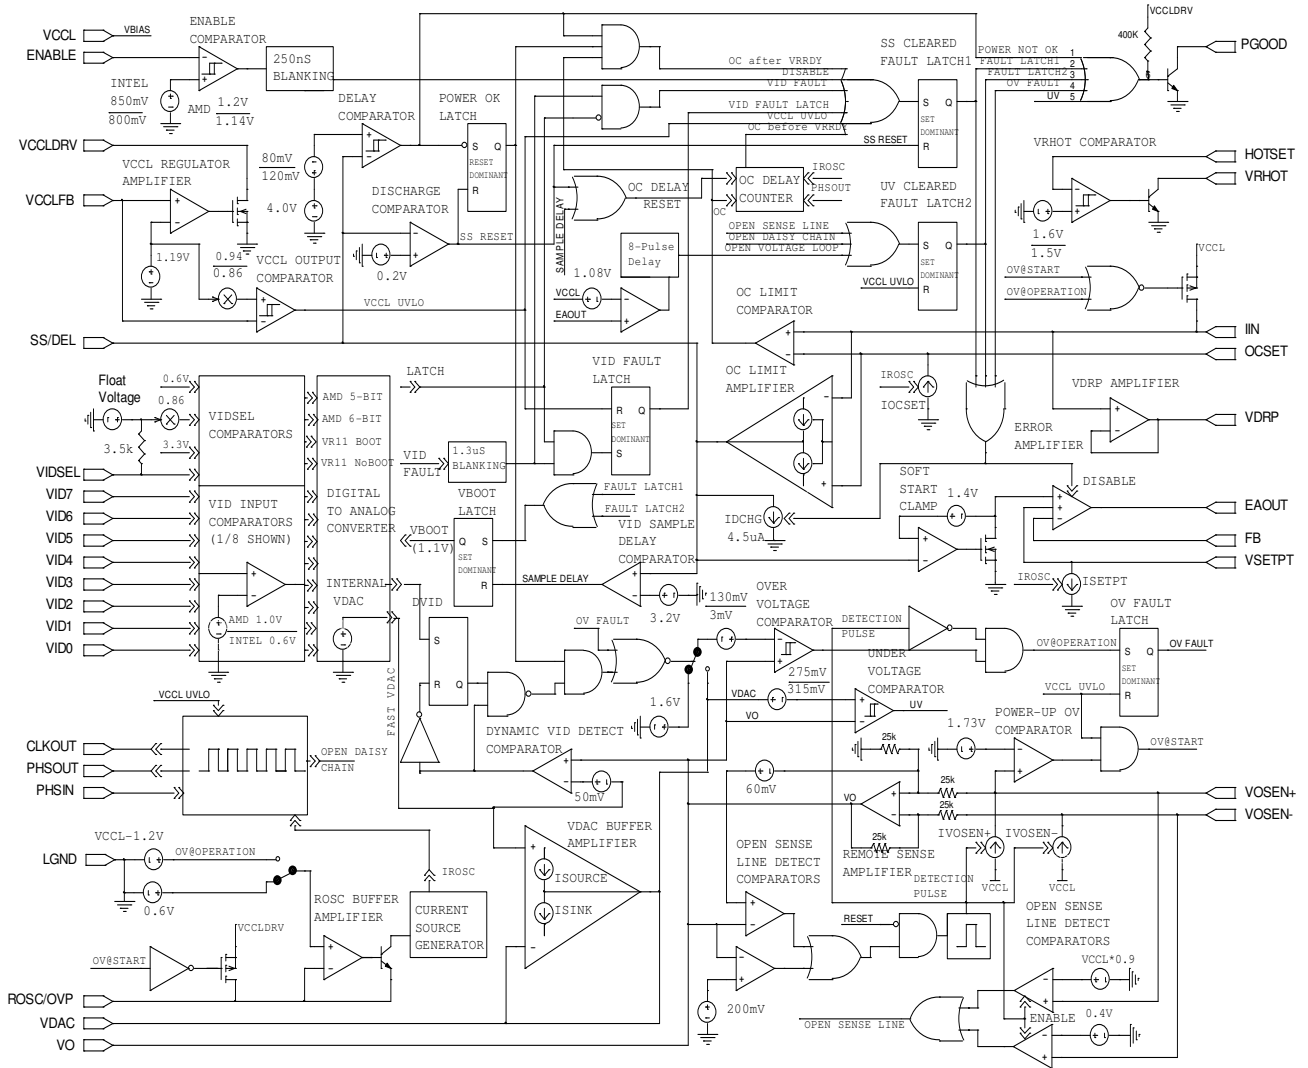 VCCL
VBIAS
ENABLE
COMPARATOR
ENABLE
INTEL
850mV
800mV
AMD
1.2V
1.14V
250nS
BLANKING
DELAY
COMPARATOR
POWER OK
LATCH
S
Q
RESET
DOMINANT
R
VCCLDRV
VCCL REGULATOR
AMPLIFIER
80mV
120mV
4.0V
DISCHARGE
COMPARATOR
0.2V
SS RESET
VCCLFB
1.19V
0.94
0.86
VCCL OUTPUT
COMPARATOR
VCCL UVLO
SS/DEL
OC after VRRDY
DISABLE
VID FAULT
VID FAULT LATCH
VCCL UVLO
OC before VRRDY
SS CLEARED
FAULT LATCH1
S
Q
SET
DOMINANT
R
SS RESET
VCCLDRV
400K
POWER NOT OK
1
FAULT LATCH1
2
FAULT LATCH2
3
OV FAULT
4
UV
5
PGOOD
VRHOT COMPARATOR
HOTSET
VRHOT
1.6V
1.5V
OC DELAY
RESET
SAMPLE DELAY
OC DELAY
COUNTER
IROSC
PHSOUT
OC
UV CLEARED
FAULT LATCH2
OPEN SENSE LINE
OPEN DAISY CHAIN
OPEN VOLTAGE LOOP
S
Q
SET
DOMINANT
R
VCCL UVLO
8-Pulse
Delay
1.08V
VCCL
EAOUT
OC LIMIT
COMPARATOR
OV@START
OV@OPERATION
VCCL
IIN
OCSET
Float
Voltage
0.6V
0.86
3.3V
3.5k
VIDSEL
COMPARATORS
AMD 5-BIT
AMD 6-BIT
VR11 BOOT
VR11 NoBOOT
LATCH
VID
FAULT
1.3uS
BLANKING
VID FAULT
LATCH
R
Q
SET
DOMINANT
S
OC LIMIT
AMPLIFIER
IROSC
IOCSET
VDRP AMPLIFIER
VDRP
ERROR
AMPLIFIER
VIDSEL
VID7
VID6
VID5
VID4
VID3
VID2
VID1
VID0
VID INPUT
COMPARATORS
(1/8 SHOWN)
AMD 1.0V
INTEL 0.6V
DIGITAL
TO ANALOG
CONVERTER
INTERNAL
VDAC
VBOOT
(1.1V)
VBOOT
LATCH
Q
S
SET
DOMINANT
R
FAULT LATCH1
FAULT LATCH2
VID SAMPLE
DELAY
COMPARATOR
SAMPLE DELAY
3.2V
IDCHG
4.5uA
SOFT
START
CLAMP
1.4V
DISABLE
EAOUT
FB
VSETPT
IROSC
ISETPT
DVID
S
R
Q
FAST VDAC
OV FAULT
1.6V
130mV
3mV
OVER
VOLTAGE
COMPARATOR
275mV
315mV
UNDER
VOLTAGE
COMPARATOR
VDAC
VO
UV
DETECTION
PULSE
OV@OPERATION
OV FAULT
LATCH
S
Q
SET
DOMINANT
R
OV FAULT
VCCL UVLO
POWER-UP OV
COMPARATOR
1.73V
OV@START
VCCL UVLO
CLKOUT
PHSOUT
PHSIN
OPEN DAISY
CHAIN
DYNAMIC VID DETECT
COMPARATOR
50mV
60mV
25k
25k
25k
25k
VO
REMOTE SENSE
AMPLIFIER
VOSEN+
VOSEN-
IVOSEN+
IVOSEN-
VCCL
VCCL
VCCL-1.2V
LGND
OV@OPERATION
0.6V
ROSC BUFFER
AMPLIFIER
VCCLDRV
OV@START
IROSC
CURRENT
SOURCE
GENERATOR
VDAC BUFFER
AMPLIFIER
ISOURCE
ISINK
OPEN SENSE
LINE DETECT
COMPARATORS
200mV
RESET
DETECTION
PULSE
OPEN SENSE
LINE DETECT
COMPARATORS
VCCL*0.9
ENABLE
0.4V
OPEN SENSE LINE
ROSC/OVP
VDAC
VO